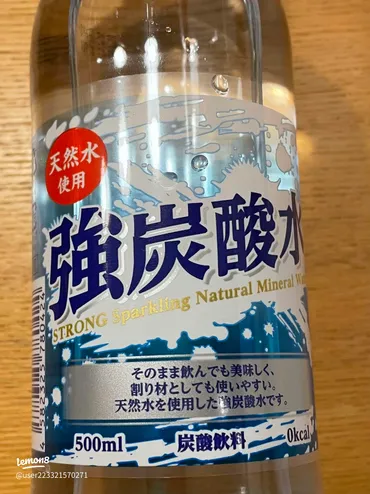 天然水
使用
強炭酸水
STRONG Sparkling Natural Mineral Wat
そのまま飲んでも美味しく、
割り材としても使いやすい。
天然水を使用した強炭酸水です。
500ml
炭酸飲料
0kcal
lemon8
@user223321570271